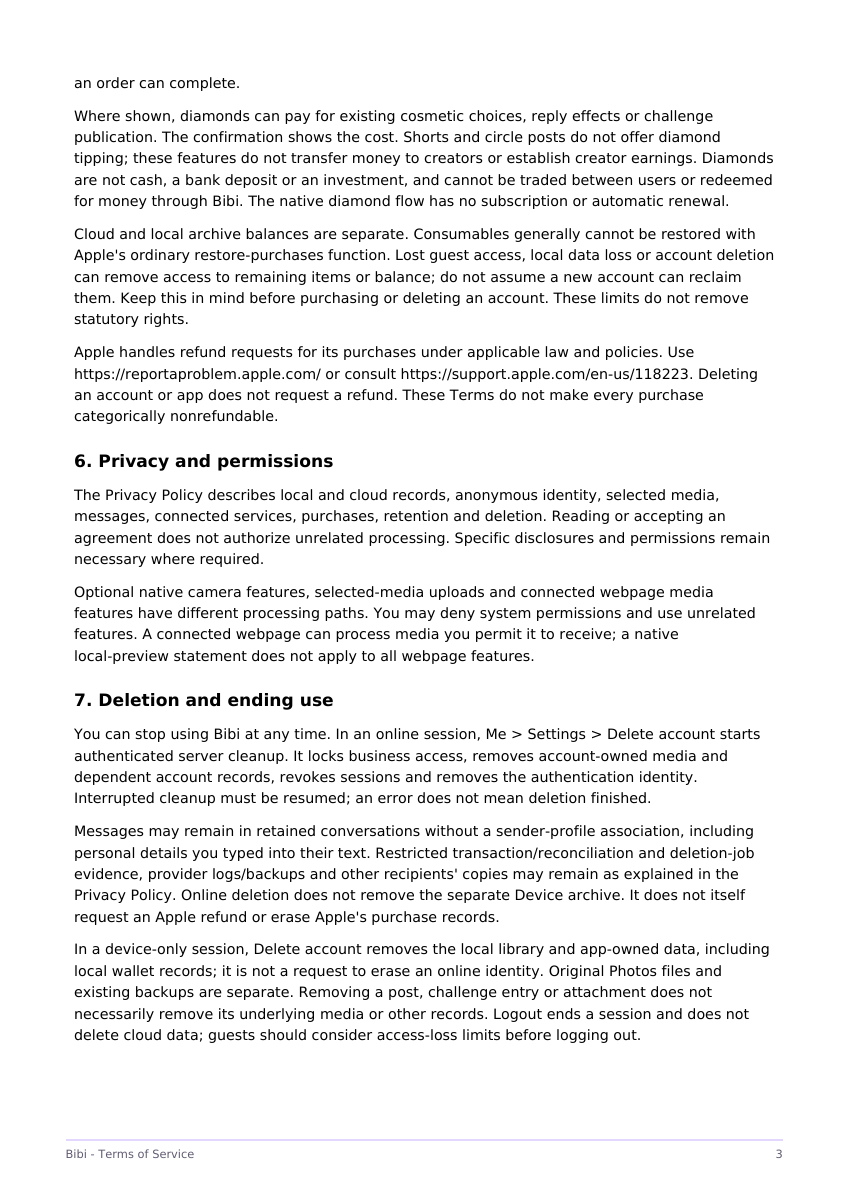 an order can complete.
Where shown, diamonds can pay for existing cosmetic choices, reply effects or challenge
publication. The confirmation shows the cost. Shorts and circle posts do not offer diamond
tipping; these features do not transfer money to creators or establish creator earnings. Diamonds
are not cash, a bank deposit or an investment, and cannot be traded between users or redeemed
for money through Bibi. The native diamond flow has no subscription or automatic renewal.
Cloud and local archive balances are separate. Consumables generally cannot be restored with
Apple's ordinary restore-purchases function. Lost guest access, local data loss or account deletion
can remove access to remaining items or balance; do not assume a new account can reclaim
them. Keep this in mind before purchasing or deleting an account. These limits do not remove
statutory rights.
Apple handles refund requests for its purchases under applicable law and policies. Use
https://reportaproblem.apple.com/ or consult https://support.apple.com/en-us/118223. Deleting
an account or app does not request a refund. These Terms do not make every purchase
categorically nonrefundable.
6. Privacy and permissions
The Privacy Policy describes local and cloud records, anonymous identity, selected media,
messages, connected services, purchases, retention and deletion. Reading or accepting an
agreement does not authorize unrelated processing. Specific disclosures and permissions remain
necessary where required.
Optional native camera features, selected-media uploads and connected webpage media
features have different processing paths. You may deny system permissions and use unrelated
features. A connected webpage can process media you permit it to receive; a native
local-preview statement does not apply to all webpage features.
7. Deletion and ending use
You can stop using Bibi at any time. In an online session, Me > Settings > Delete account starts
authenticated server cleanup. It locks business access, removes account-owned media and
dependent account records, revokes sessions and removes the authentication identity.
Interrupted cleanup must be resumed; an error does not mean deletion finished.
Messages may remain in retained conversations without a sender-profile association, including
personal details you typed into their text. Restricted transaction/reconciliation and deletion-job
evidence, provider logs/backups and other recipients' copies may remain as explained in the
Privacy Policy. Online deletion does not remove the separate Device archive. It does not itself
request an Apple refund or erase Apple's purchase records.
In a device-only session, Delete account removes the local library and app-owned data, including
local wallet records; it is not a request to erase an online identity. Original Photos files and
existing backups are separate. Removing a post, challenge entry or attachment does not
necessarily remove its underlying media or other records. Logout ends a session and does not
delete cloud data; guests should consider access-loss limits before logging out.
Bibi - Terms of Service
3